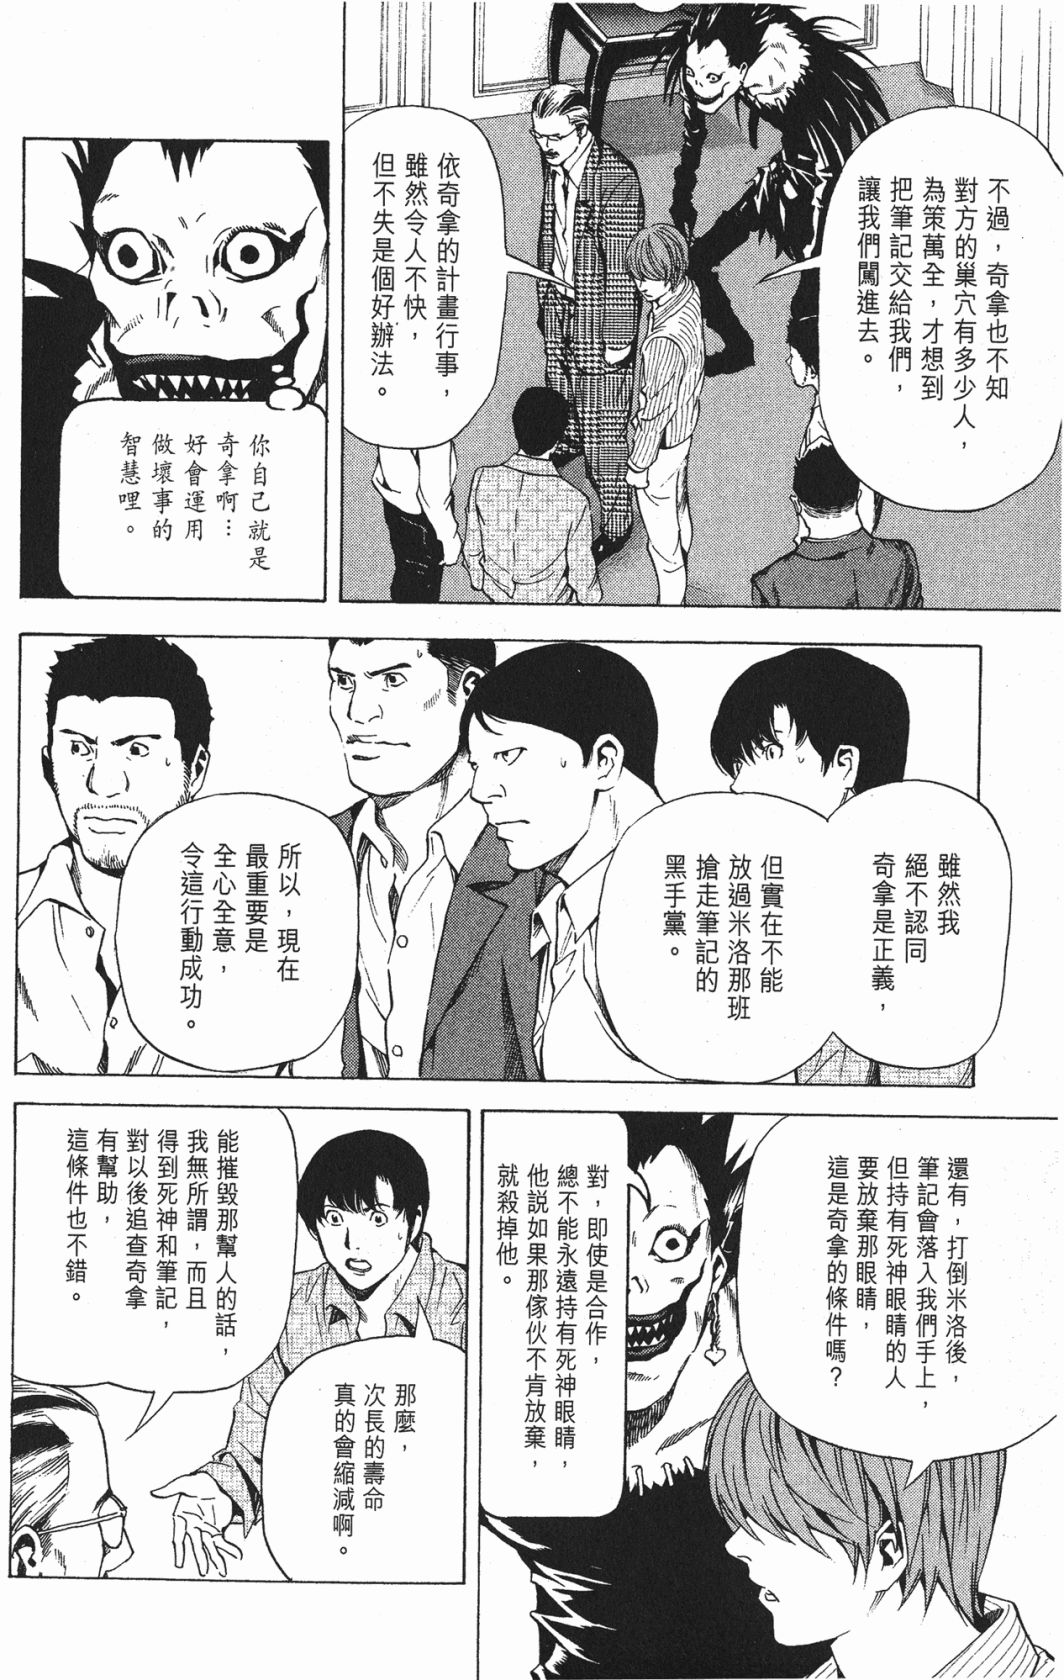 不過，奇拿也不知
對方的巢穴有多少人，
為策萬全，才想到
把筆記交給我們，
讓我們闖進去。
依奇拿的計畫行事，
雖然令人不快，
但不失是個好辦法。
你自己就是
奇拿啊…
好會運用
做壞事的
智慧哩。
雖然我
絕不認同
奇拿是正義，
但實在不能
放過米洛那班
搶走筆記的
黑手黨。
所以，現在
最重要是
全心全意，
令這行動成功。
還有，打倒米洛後，
筆記會落入我們手上，
但持有死神眼睛的人
要放棄那眼睛，
這是奇拿的條件嗎？
對，即使是合作，
總不能永遠持有死神眼睛，
他説如果那傢伙不肯放棄，
就殺掉他。
那麼，
次長的壽命
真的會縮減啊。
能摧毀那幫人的話，
我無所謂，而且
得到死神和筆記，
對以後追查奇拿
有幫助，
這條件也不錯。